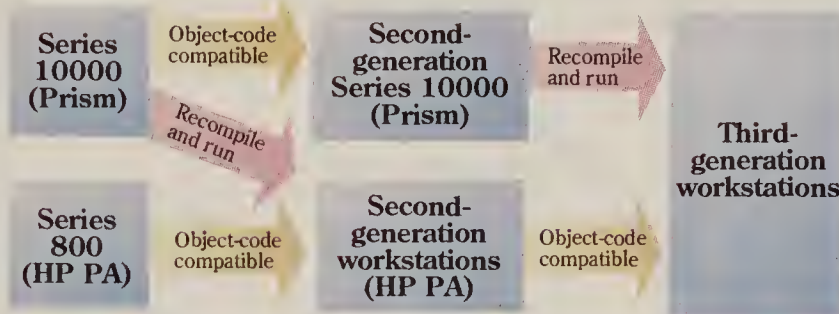 Series
10000
(Prism)
Object-code
compatible
Second-
generation
Series 10000
(Prism)
Recompile
and run
Third-
generation
workstations
Recompile
and run
Series
800
(HP PA)
Object-code
compatible
Second-
generation
workstations
(HP PA)
Object-code
compatible